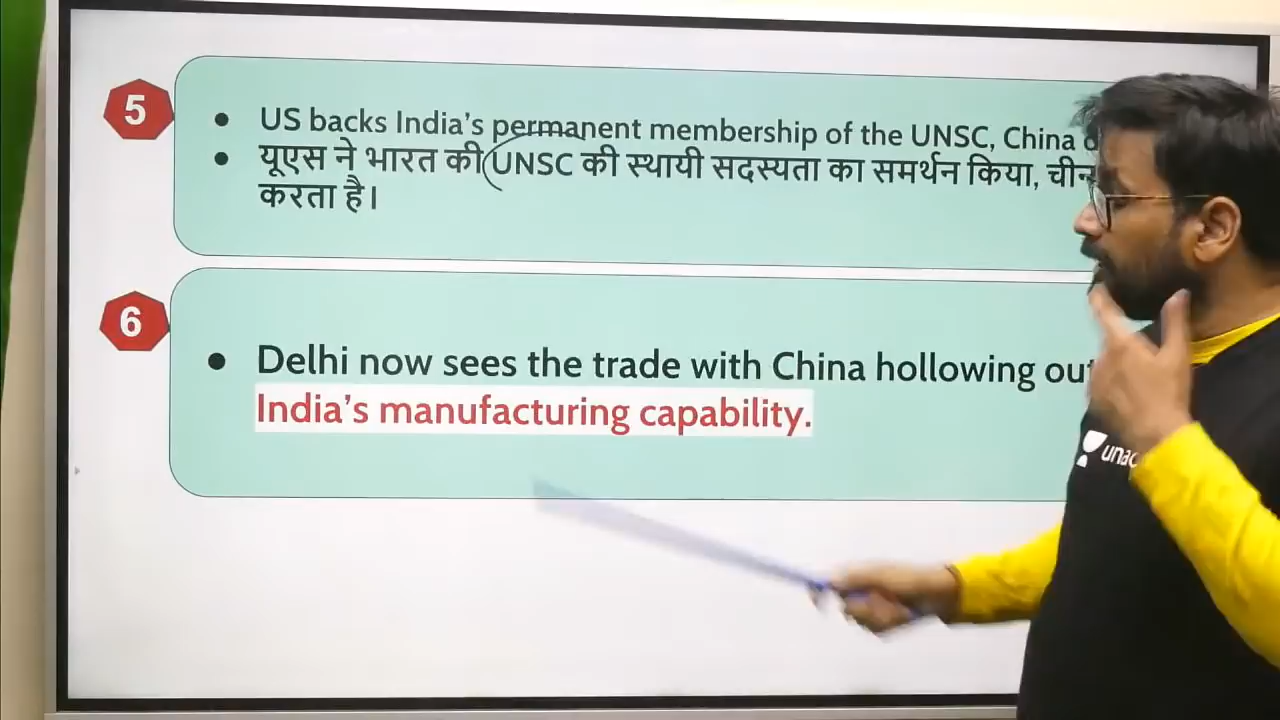 5
US backs India's permanent membership of the UNSC, China
यूएस ने भारत की UNSC की स्थायी सदस्यता का समर्थन किया, चीन
करता है।
6
Delhi now sees the trade with China hollowing out
India's manufacturing capability.